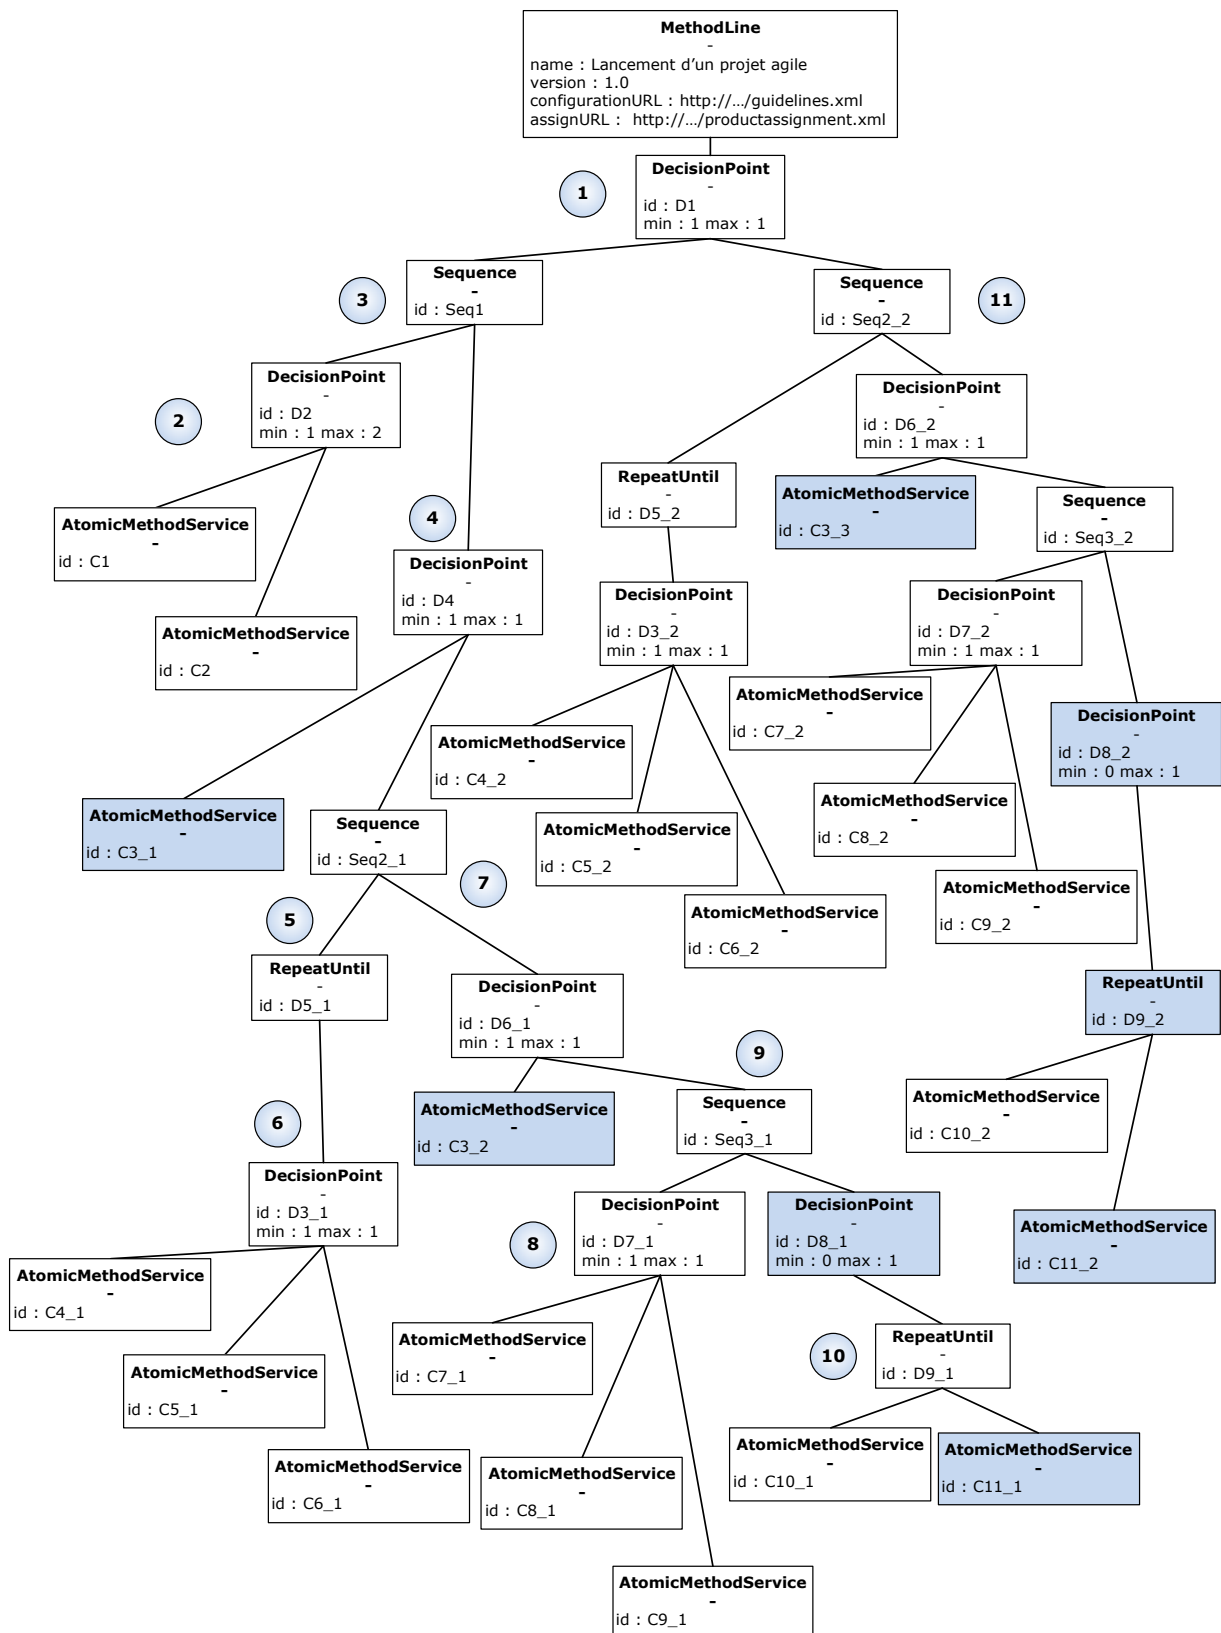 MethodLine
-
name : Lancement d'un projet agile
version : 1.0
configurationURL : http://.../guidelines.xml
assignURL :  http://.../productassignment.xml
1
DecisionPoint
-
id : D1
min : 1 max : 1
3
Sequence
-
id : Seq1
Sequence
-
id : Seq2_2
11
2
DecisionPoint
-
id : D2
min : 1 max : 2
DecisionPoint
-
id : D6_2
min : 1 max : 1
AtomicMethodService
-
id : C1
4
RepeatUntil
-
id : D5_2
AtomicMethodService
-
id : C3_3
Sequence
-
id : Seq3_2
AtomicMethodService
-
id : C2
DecisionPoint
-
id : D4
min : 1 max : 1
DecisionPoint
-
id : D3_2
min : 1 max : 1
DecisionPoint
-
id : D7_2
min : 1 max : 1
AtomicMethodService
-
id : C4_2
AtomicMethodService
-
id : C7_2
DecisionPoint
-
id : D8_2
min : 0 max : 1
AtomicMethodService
-
id : C3_1
Sequence
-
id : Seq2_1
AtomicMethodService
-
id : C5_2
AtomicMethodService
-
id : C8_2
7
AtomicMethodService
-
id : C6_2
AtomicMethodService
-
id : C9_2
5
RepeatUntil
-
id : D5_1
DecisionPoint
-
id : D6_1
min : 1 max : 1
RepeatUntil
-
id : D9_2
9
AtomicMethodService
-
id : C3_2
Sequence
-
id : Seq3_1
AtomicMethodService
-
id : C10_2
6
DecisionPoint
-
id : D3_1
min : 1 max : 1
8
DecisionPoint
-
id : D7_1
min : 1 max : 1
DecisionPoint
-
id : D8_1
min : 0 max : 1
AtomicMethodService
-
id : C11_2
AtomicMethodService
-
id : C4_1
AtomicMethodService
-
id : C7_1
10
RepeatUntil
-
id : D9_1
AtomicMethodService
-
id : C5_1
AtomicMethodService
-
id : C6_1
AtomicMethodService
-
id : C8_1
AtomicMethodService
-
id : C10_1
AtomicMethodService
-
id : C11_1
AtomicMethodService
-
id : C9_1